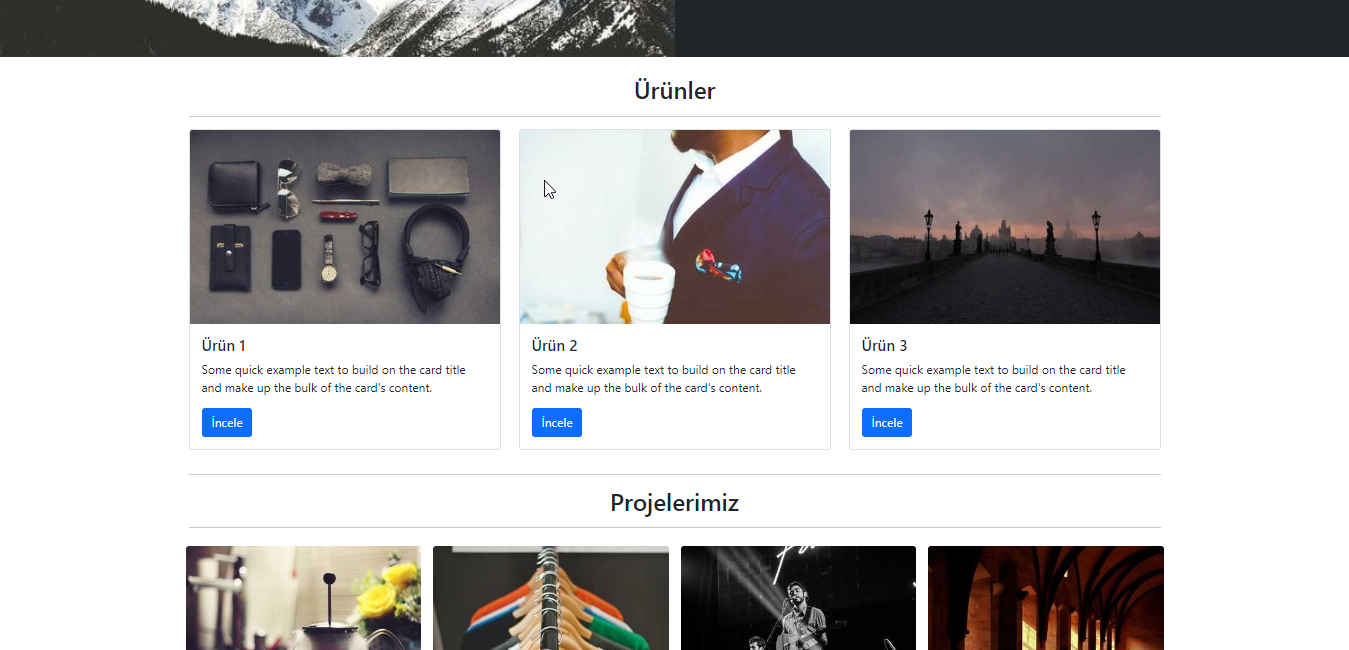 Ürünler
Ürün 1
Some quick example text to build on the card title
and make up the bulk of the card's content.
İncele
Ürün 2
Some quick example text to build on the card title
and make up the bulk of the card's content.
İncele
Ürün 3
Some quick example text to build on the card title
and make up the bulk of the card's content.
İncele
Projelerimiz